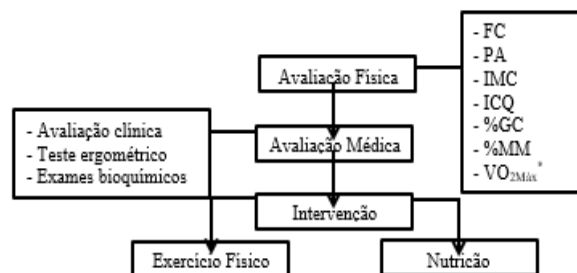 - FC
- PA
- IMC
- ICQ
- %GC
- %MM
- VO2Máx*
Avaliação Física
- Avaliação clínica
- Teste ergométrico
- Exames bioquímicos
Avaliação Médica
Intervenção
Exercício Físico
Nutricão